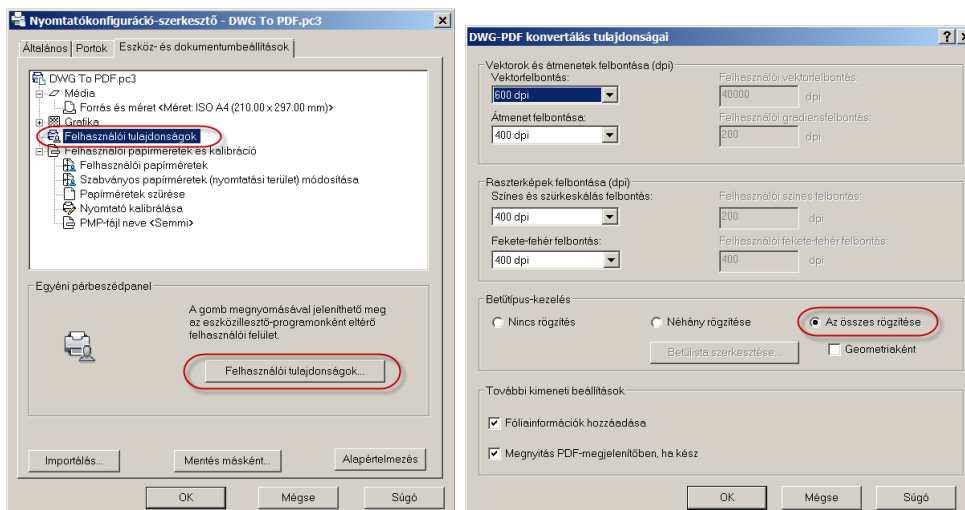 Nyomtatókonfiguráció-szerkesztő - DWG To PDF.pc3
Általános
Portok
Eszköz- és dokumentumbeállítások
DWG To PDF.pc3
Média
Forrás és méret <Méret: ISO A4 (210.00 x 297.00 mm)>
Grafika
Felhasználói tulajdonságok
Felhasználói papírméretek és kalibráció
Felhasználói papírméretek
Szabványos papírméretek (nyomtatási terület) módosítása
Papírméretek szűrése
Nyomtató kalibrálása
PMP-fájl neve <Semmi>
Egyéni párbeszédpanel
A gomb megnyomásával jeleníthető meg
az eszközillesztő-programonként eltérő
felhasználói felület.
Felhasználói tulajdonságok...
Importálás...
Mentés másként...
Alapértelmezés
OK
Mégse
Súgó
DWG-PDF konvertálás tulajdonságai
Vektorok és átmenetek felbontása (dpi)
Vektorfelbontás:
Felhasználói vektorfelbontás:
600 dpi
40000
dpi
Átmenet felbontása:
Felhasználói gradiensfelbontás:
400 dpi
200
dpi
Raszterképek felbontása (dpi)
Színes és szürkeskálás felbontás:
Felhasználói színes felbontás:
400 dpi
200
dpi
Fekete-fehér felbontás:
Felhasználói fekete-fehér felbontás:
400 dpi
400
dpi
Betűtípus-kezelés
Nincs rögzítés
Néhány rögzítése
Az összes rögzítése
Betűlista szerkesztése...
Geometriaként
További kimeneti beállítások
Fóliainformációk hozzáadása
Megnyitás PDF-megjelenítőben, ha kész
OK
Mégse
Súgó